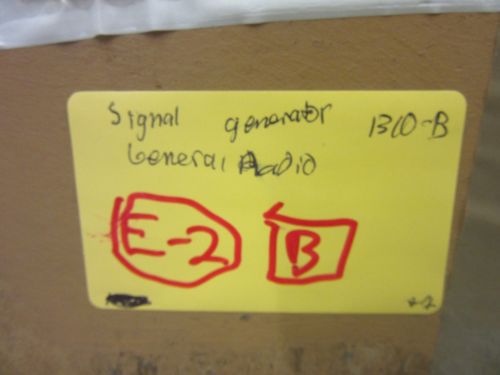 Signal generator 1310-B
General Radio
E-2 B